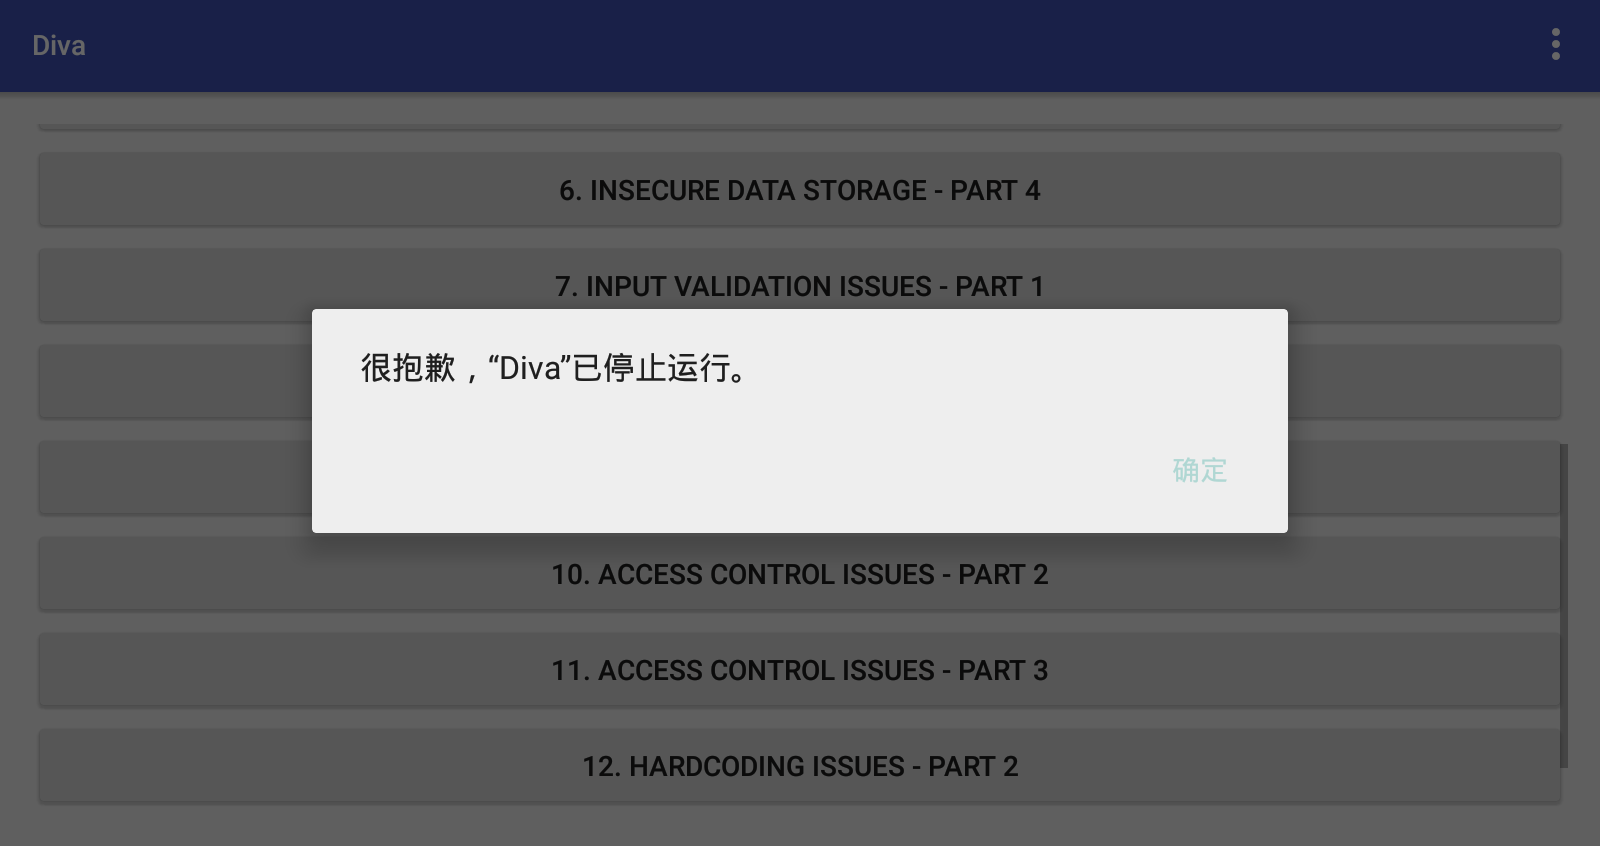 Diva
6. INSECURE DATA STORAGE - PART 4
7. INPUT VALIDATION ISSUES - PART 1
很抱歉，“Diva”已停止运行。
确定
10. ACCESS CONTROL ISSUES - PART 2
11. ACCESS CONTROL ISSUES - PART 3
12. HARDCODING ISSUES - PART 2